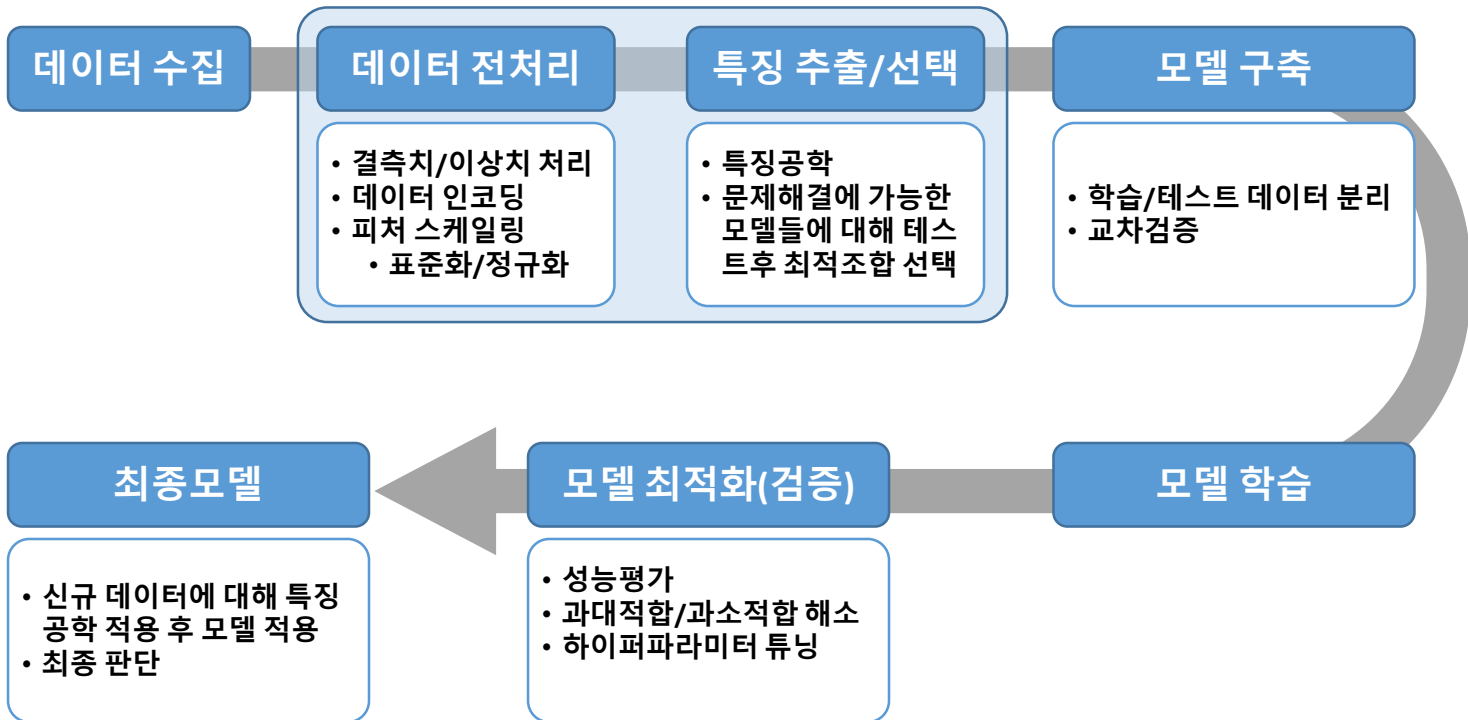 데이터 수집
데이터 전처리
• 결측치/이상치 처리
• 데이터 인코딩
• 피처 스케일링
• 표준화/정규화
특징 추출/선택
• 특징공학
• 문제해결에 가능한
모델들에 대해 테스
트후 최적조합 선택
모델 구축
• 학습/테스트 데이터 분리
• 교차검증
모델 학습
모델 최적화(검증)
• 성능평가
• 과대적합/과소적합 해소
• 하이퍼파라미터 튜닝
최종모델
• 신규 데이터에 대해 특징
공학 적용 후 모델 적용
• 최종 판단